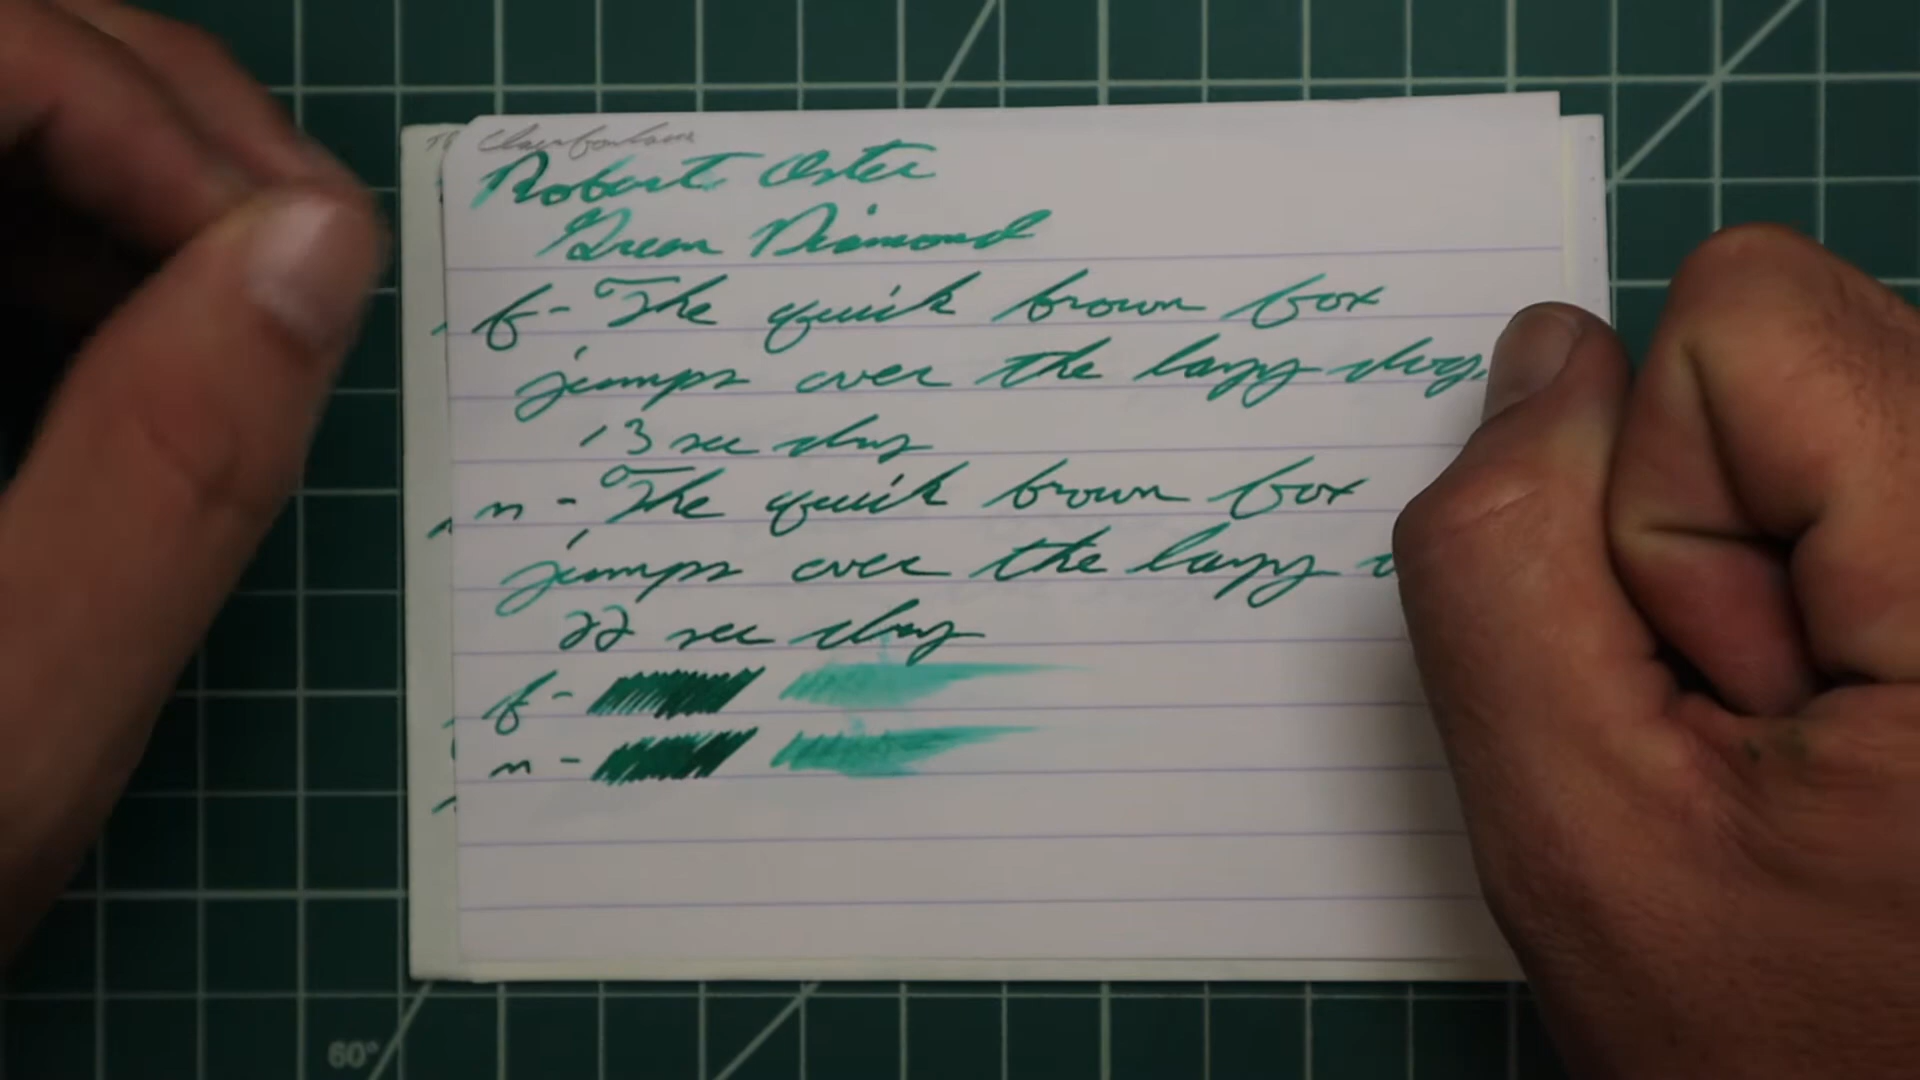 Robert Oster
Green Diamond
f- The quick brown fox
jumps over the lazy dog.
13 sec dry
m - The quick brown fox
jumps over the lazy
22 sec dry
f-
m-
60°